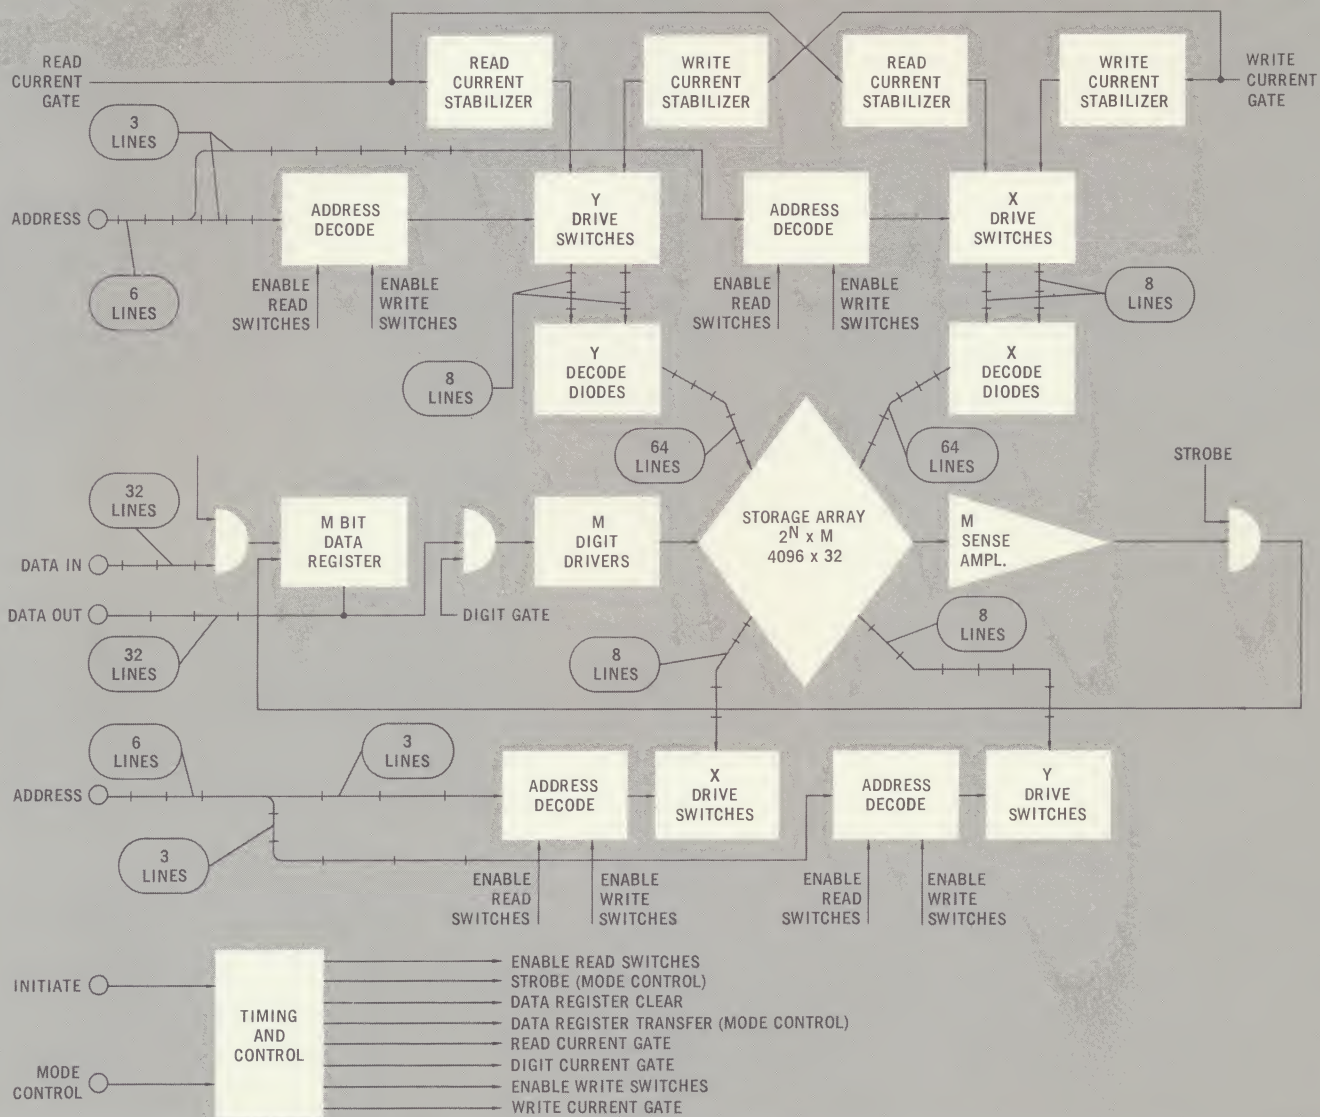 READ
CURRENT
GATE
READ
CURRENT
STABILIZER
WRITE
CURRENT
STABILIZER
READ
CURRENT
STABILIZER
WRITE
CURRENT
STABILIZER
WRITE
CURRENT
GATE
3
LINES
ADDRESS
ADDRESS
DECODE
Y
DRIVE
SWITCHES
ADDRESS
DECODE
X
DRIVE
SWITCHES
6
LINES
ENABLE
READ
SWITCHES
ENABLE
WRITE
SWITCHES
ENABLE
READ
SWITCHES
ENABLE
WRITE
SWITCHES
8
LINES
8
LINES
Y
DECODE
DIODES
X
DECODE
DIODES
64
LINES
64
LINES
STROBE
32
LINES
DATA IN
M BIT
DATA
REGISTER
M
DIGIT
DRIVERS
STORAGE ARRAY
2^N x M
4096 x 32
M
SENSE
AMPL.
DATA OUT
DIGIT GATE
32
LINES
8
LINES
8
LINES
6
LINES
3
LINES
ADDRESS
ADDRESS
DECODE
X
DRIVE
SWITCHES
ADDRESS
DECODE
Y
DRIVE
SWITCHES
3
LINES
ENABLE
READ
SWITCHES
ENABLE
WRITE
SWITCHES
ENABLE
READ
SWITCHES
ENABLE
WRITE
SWITCHES
INITIATE
MODE
CONTROL
TIMING
AND
CONTROL
ENABLE READ SWITCHES
STROBE (MODE CONTROL)
DATA REGISTER CLEAR
DATA REGISTER TRANSFER (MODE CONTROL)
READ CURRENT GATE
DIGIT CURRENT GATE
ENABLE WRITE SWITCHES
WRITE CURRENT GATE